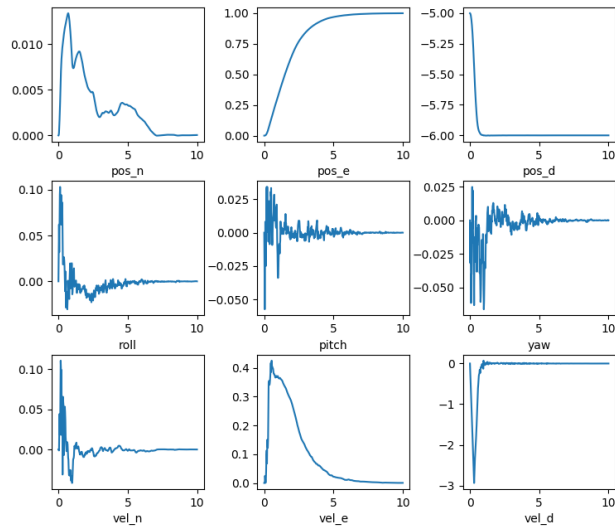 0.010
0.005
0.000
0 5 10
pos_n
1.00
0.75
0.50
0.25
0.00
0 5 10
pos_e
−5.00
−5.25
−5.50
−5.75
−6.00
0 5 10
pos_d
0.10
0.05
0.00
0 5 10
roll
0.025
0.000
−0.025
−0.050
0 5 10
pitch
0.025
0.000
−0.025
−0.050
0 5 10
yaw
0.10
0.05
0.00
0 5 10
vel_n
0.4
0.3
0.2
0.1
0.0
0 5 10
vel_e
0
−1
−2
−3
0 5 10
vel_d